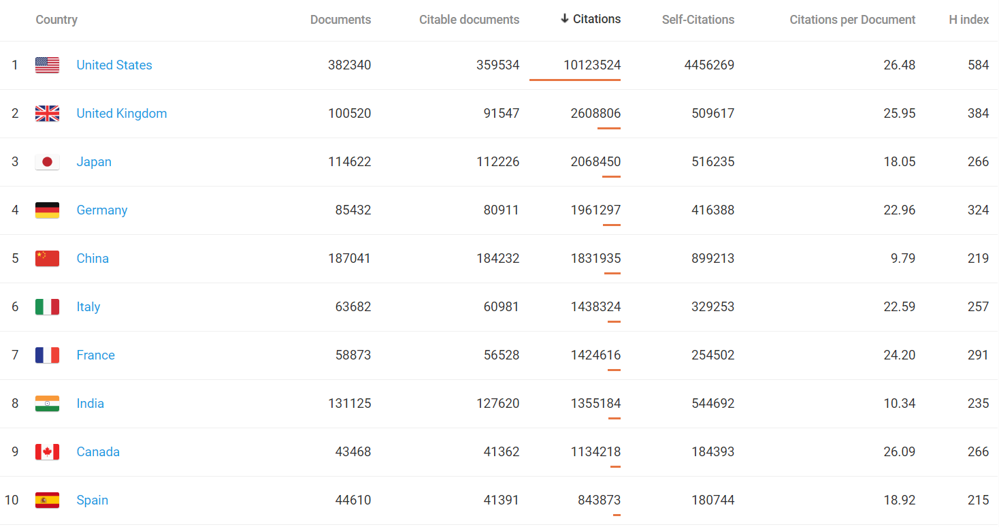 Country Documents Citable documents Citations Self-Citations Citations per Document H index
1 United States 382340 359534 10123524 4456269 26.48 584
2 United Kingdom 100520 91547 2608806 509617 25.95 384
3 Japan 114622 112226 2068450 516235 18.05 266
4 Germany 85432 80911 1961297 416388 22.96 324
5 China 187041 184232 1831935 899213 9.79 219
6 Italy 63682 60981 1438324 329253 22.59 257
7 France 58873 56528 1424616 254502 24.20 291
8 India 131125 127620 1355184 544692 10.34 235
9 Canada 43468 41362 1134218 184393 26.09 266
10 Spain 44610 41391 843873 180744 18.92 215